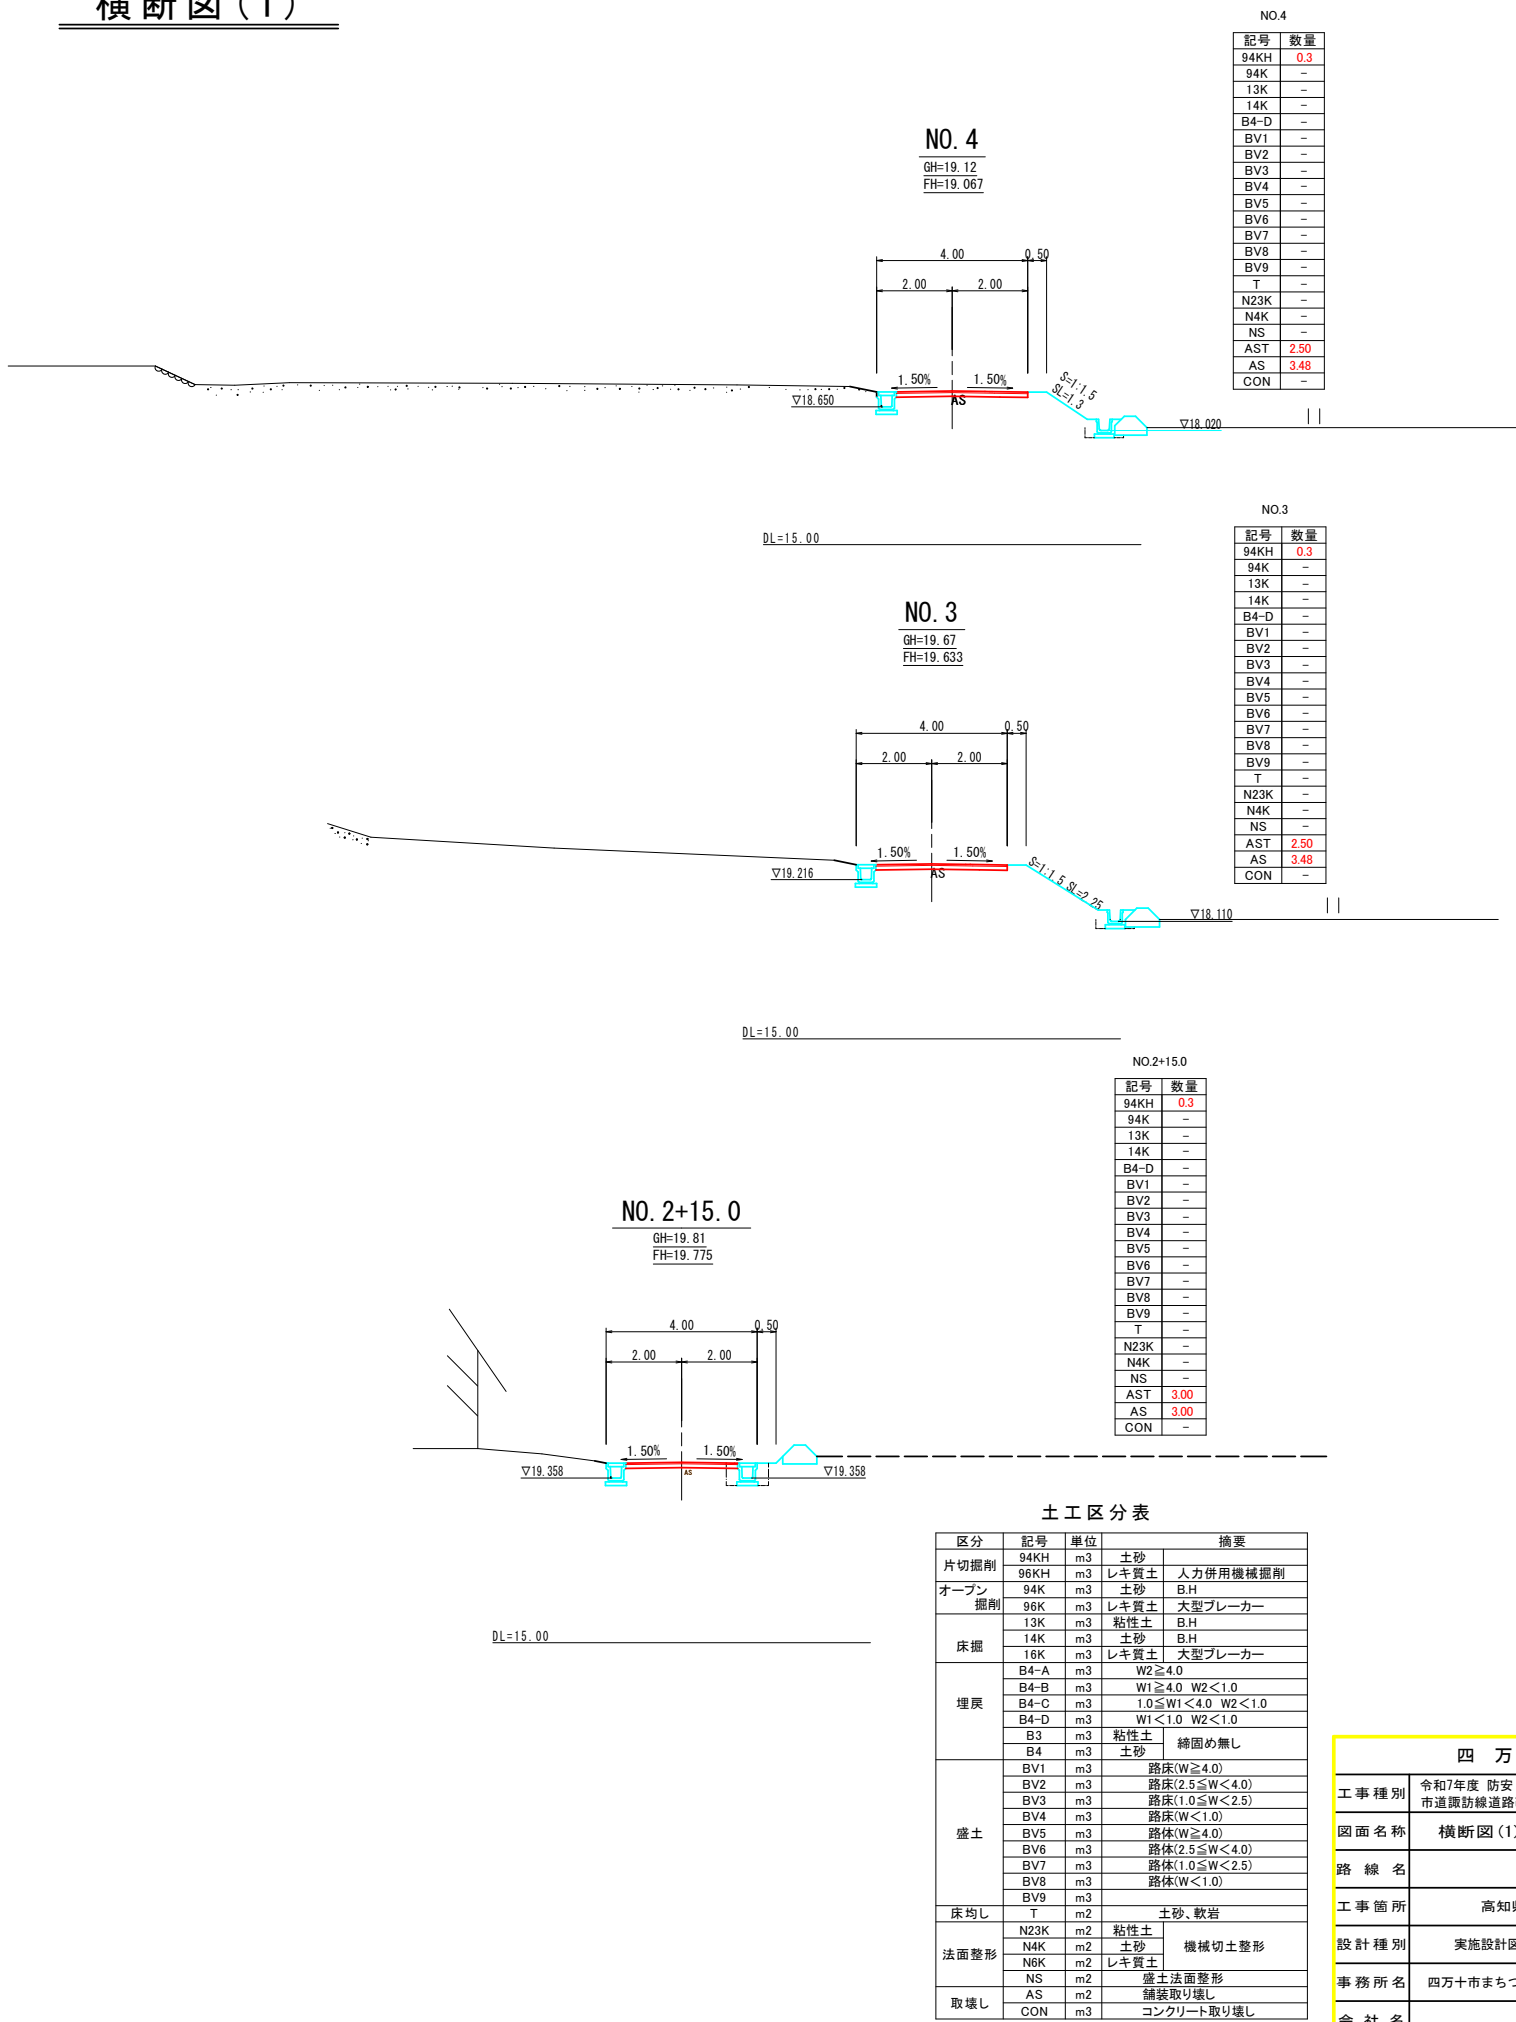 横断図(1)
NO.4
記号 数量
94KH 0.3
94K -
13K -
14K -
B4-D -
BV1 -
BV2 -
BV3 -
BV4 -
BV5 -
BV6 -
BV7 -
BV8 -
BV9 -
T -
N23K -
N4K -
NS -
AST 2.50
AS 3.48
CON -
NO.4
GH=19.12
FH=19.067
4.00 0.50
2.00 2.00
1.50% 1.50%
▽18.650
AS
S=1:1.5
SL=1.3
▽18.020
DL=15.00
NO.3
記号 数量
94KH 0.3
94K -
13K -
14K -
B4-D -
BV1 -
BV2 -
BV3 -
BV4 -
BV5 -
BV6 -
BV7 -
BV8 -
BV9 -
T -
N23K -
N4K -
NS -
AST 2.50
AS 3.48
CON -
NO.3
GH=19.67
FH=19.633
4.00 0.50
2.00 2.00
1.50% 1.50%
▽19.216
AS
S=1:1.5 SL=2.25
▽18.110
DL=15.00
NO.2+15.0
記号 数量
94KH 0.3
94K -
13K -
14K -
B4-D -
BV1 -
BV2 -
BV3 -
BV4 -
BV5 -
BV6 -
BV7 -
BV8 -
BV9 -
T -
N23K -
N4K -
NS -
AST 3.00
AS 3.00
CON -
NO.2+15.0
GH=19.81
FH=19.775
4.00 0.50
2.00 2.00
1.50% 1.50%
▽19.358 AS ▽19.358
DL=15.00
土工区分表
区分 記号 単位 摘要
片切掘削 94KH m3 土砂
96KH m3 レキ質土 人力併用機械掘削
オープン掘削 94K m3 土砂 B.H
96K m3 レキ質土 大型ブレーカー
床掘 13K m3 粘性土 B.H
14K m3 土砂 B.H
16K m3 レキ質土 大型ブレーカー
埋戻 B4-A m3 W2≧4.0
B4-B m3 W1≧4.0 W2＜1.0
B4-C m3 1.0≦W1＜4.0 W2＜1.0
B4-D m3 W1＜1.0 W2＜1.0
B3 m3 粘性土 締固め無し
B4 m3 土砂
盛土 BV1 m3 路床(W≧4.0)
BV2 m3 路床(2.5≦W＜4.0)
BV3 m3 路床(1.0≦W＜2.5)
BV4 m3 路床(W＜1.0)
BV5 m3 路体(W≧4.0)
BV6 m3 路体(2.5≦W＜4.0)
BV7 m3 路体(1.0≦W＜2.5)
BV8 m3 路体(W＜1.0)
BV9 m3
床均し T m2 土砂、軟岩
法面整形 N23K m2 粘性土 機械切土整形
N4K m2 土砂
N6K m2 レキ質土
NS m2 盛土法面整形
取壊し AS m2 舗装取り壊し
CON m3 コンクリート取り壊し
四 万
工事種別 令和7年度 防安
市道諏訪線道路
図面名称 横断図(1)
路線名
工事箇所 高知県
設計種別 実施設計図
事務所名 四万十市まちつ
会社名